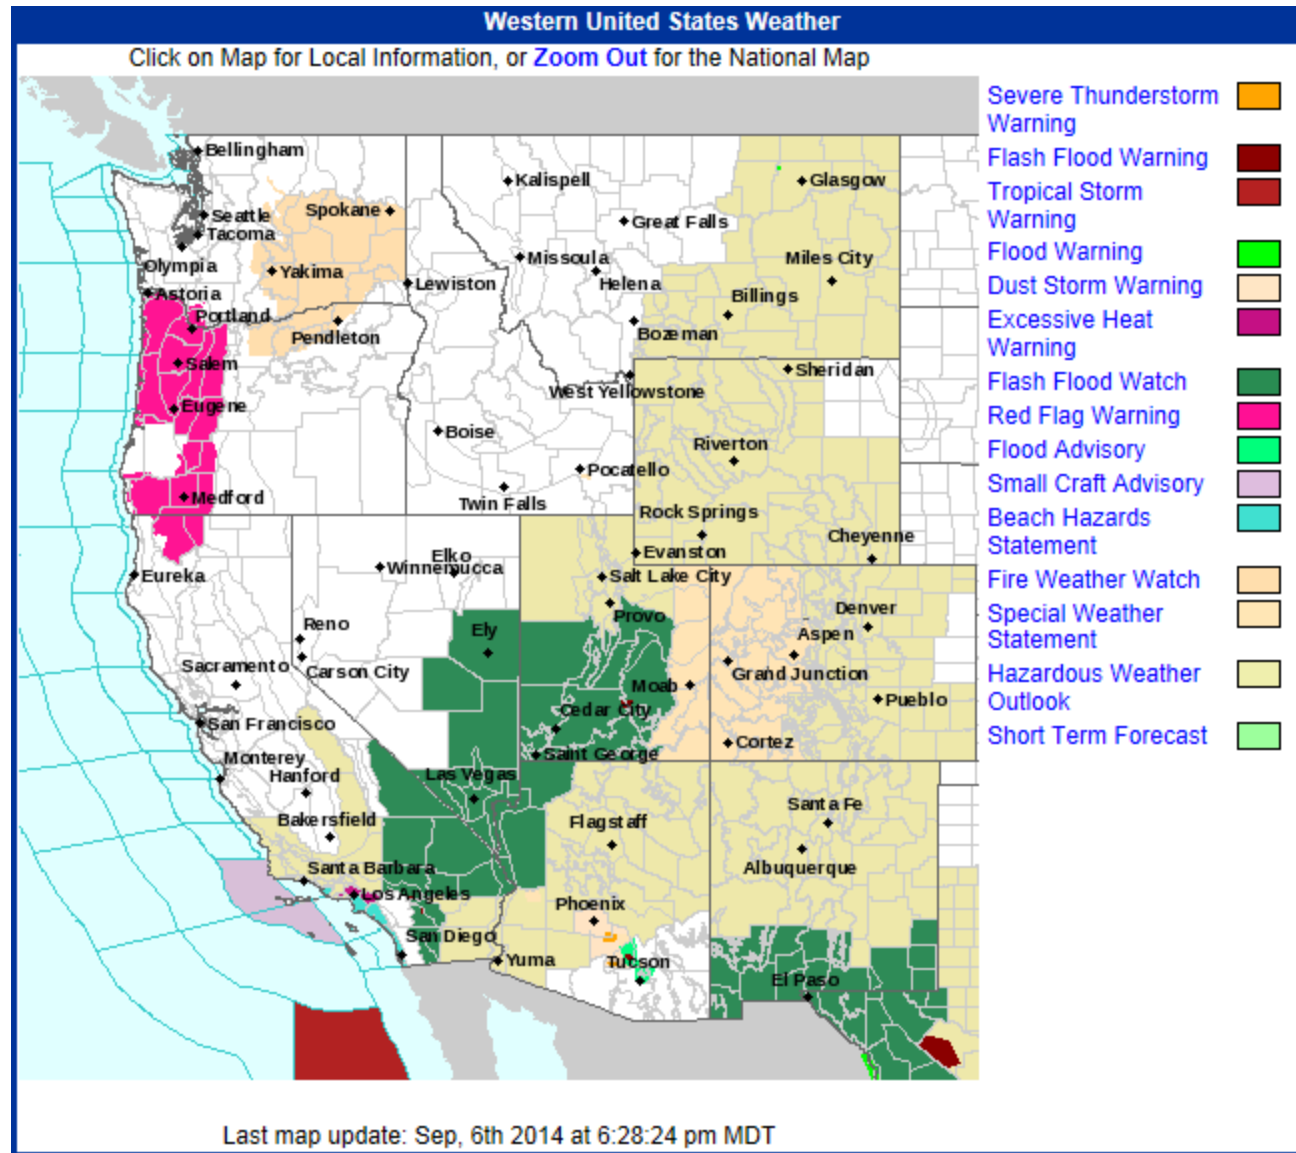 Western United States Weather
Click on Map for Local Information, or Zoom Out for the National Map
Severe Thunderstorm
Warning
Flash Flood Warning
Tropical Storm
Warning
Flood Warning
Dust Storm Warning
Excessive Heat
Warning
Flash Flood Watch
Red Flag Warning
Flood Advisory
Small Craft Advisory
Beach Hazards
Statement
Fire Weather Watch
Special Weather
Statement
Hazardous Weather
Outlook
Short Term Forecast
Bellingham
Kalispell
Glasgow
Spokane
Seattle
Great Falls
Tacoma
Olympia
Yakima
Missoula
Miles City
Helena
Lewiston
Astoria
Billings
Portland
Pendleton
Bozeman
Salem
Sheridan
West Yellowstone
Eugene
Boise
Riverton
Pocatello
Medford
Twin Falls
Rock Springs
Cheyenne
Elko
Evanston
Winnemucca
Eureka
Salt Lake City
Provo
Denver
Reno
Ely
Aspen
Sacramento
Carson City
Grand Junction
Moab
Pueblo
Cedar City
San Francisco
Cortez
Saint George
Monterey
Hanford
Las Vegas
Santa Fe
Bakersfield
Flagstaff
Santa Barbara
Albuquerque
Los Angeles
Phoenix
San Diego
Yuma
Tucson
El Paso
Last map update: Sep, 6th 2014 at 6:28:24 pm MDT